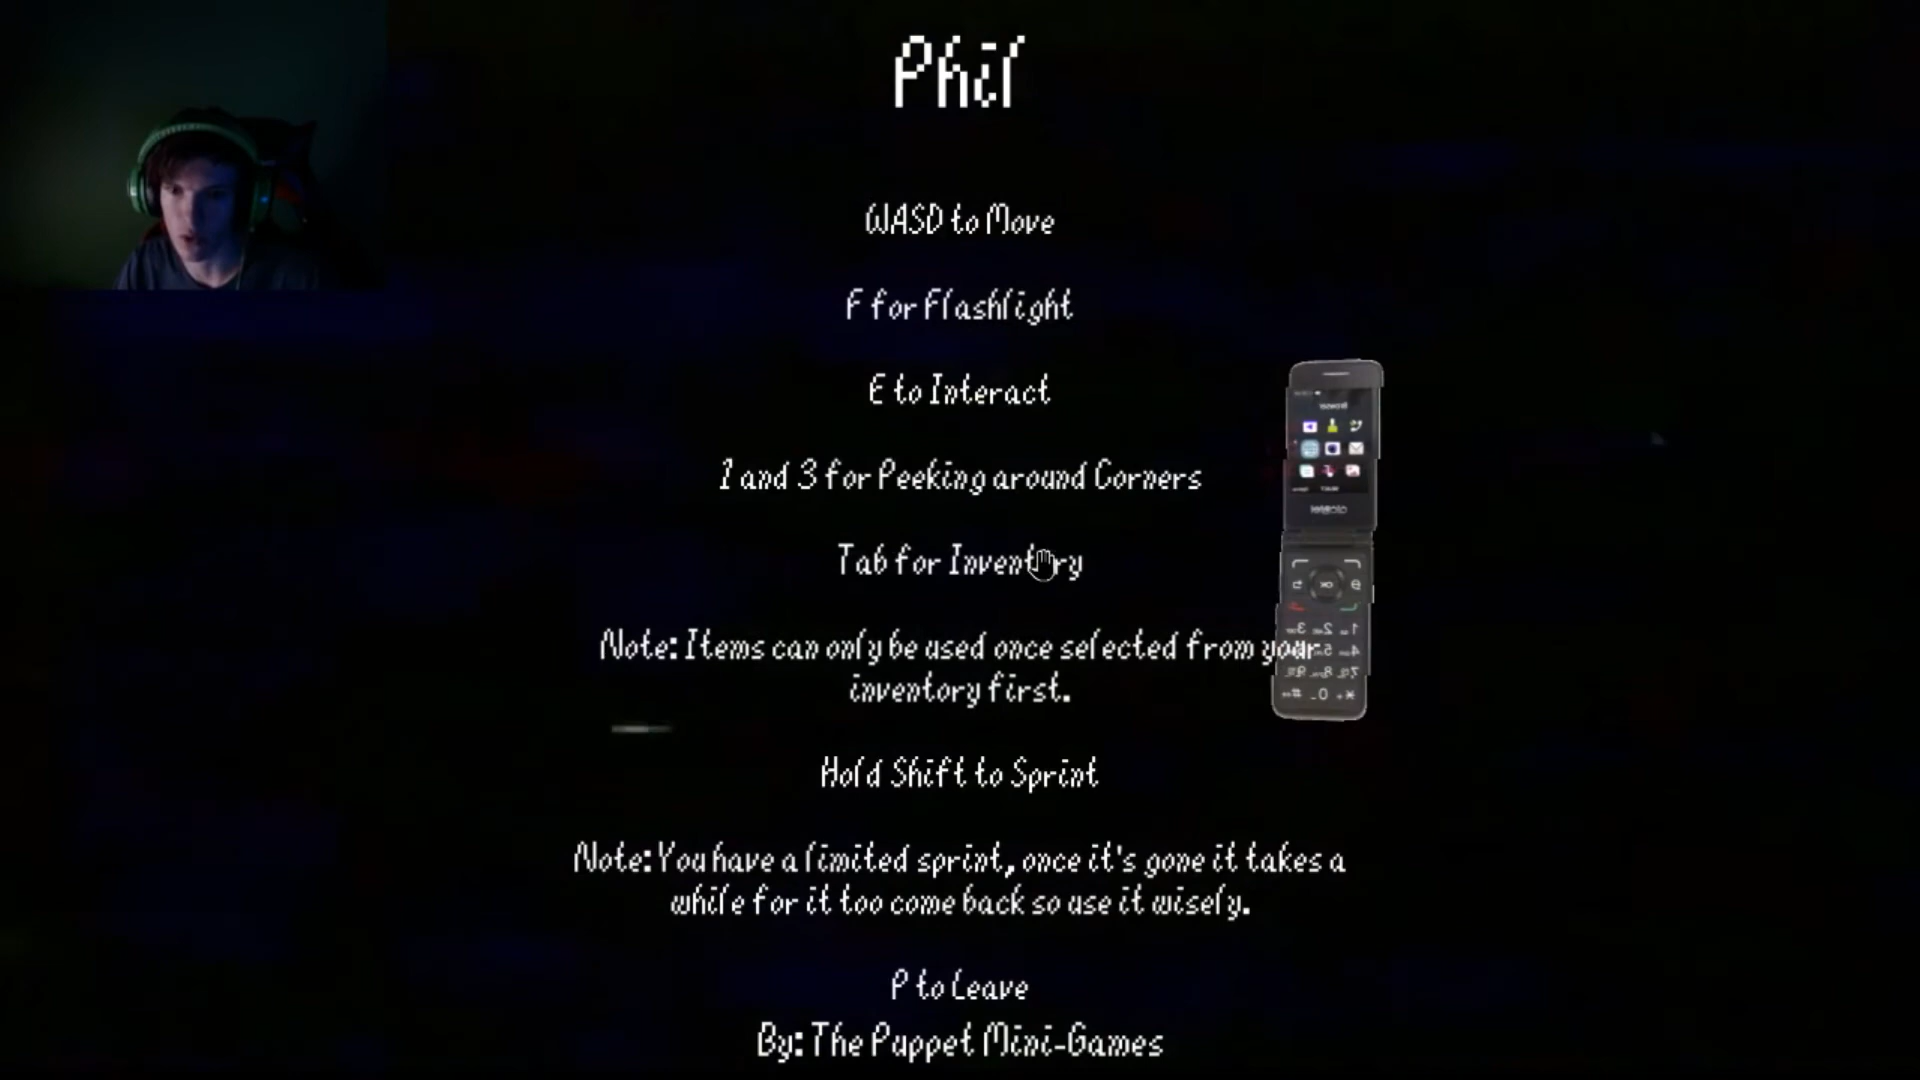 Phil
WASD to Move
F for Flashlight
E to Interact
1 and 3 for Peeking around Corners
Tab for Inventory
Note: Items can only be used once selected from your
inventory first.
Hold Shift to Sprint
Note: You have a limited sprint, once it's gone it takes a
while for it too come back so use it wisely.
P to Leave
By: The Puppet Mini-Games
Browser
alcatel
OK